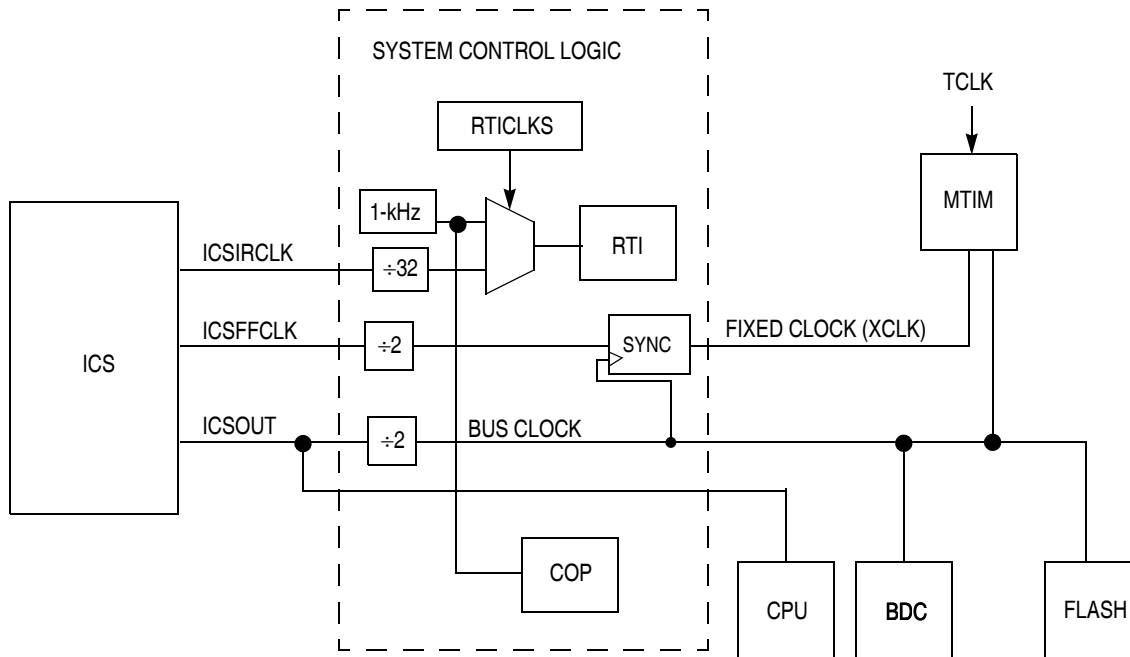 SYSTEM CONTROL LOGIC
TCLK
RTICLKS
MTIM
1-kHz
RTI
ICSIRCLK
÷32
ICSFFCLK
÷2
SYNC
FIXED CLOCK (XCLK)
ICS
ICSOUT
÷2
BUS CLOCK
COP
CPU
BDC
FLASH